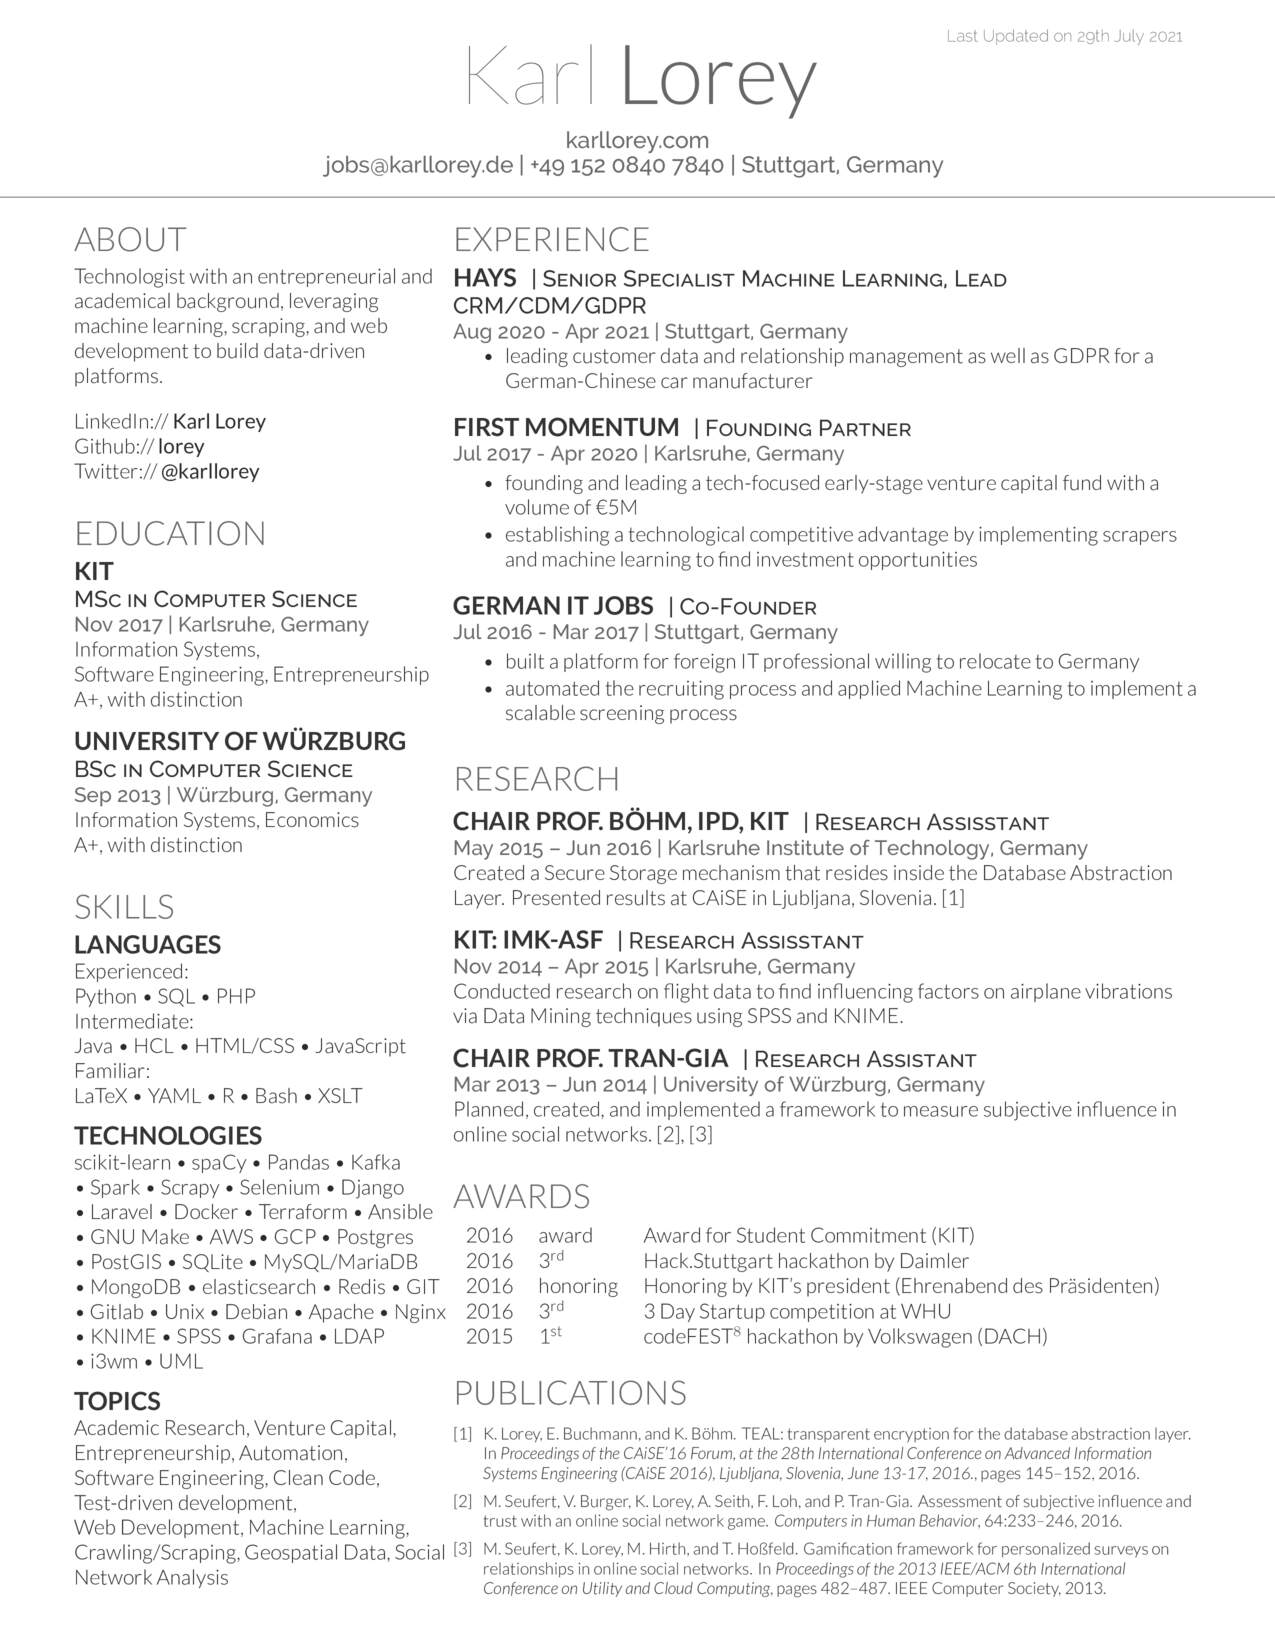 Last Updated on 29th July 2021
Karl Lorey
karllorey.com
jobs@karllorey.de | +49 152 0840 7840 | Stuttgart, Germany
ABOUT
Technologist with an entrepreneurial and
academical background, leveraging
machine learning, scraping, and web
development to build data-driven
platforms.
LinkedIn:// Karl Lorey
Github:// lorey
Twitter:// @karllorey
EDUCATION
KIT
MSc in Computer Science
Nov 2017 | Karlsruhe, Germany
Information Systems,
Software Engineering, Entrepreneurship
A+, with distinction
UNIVERSITY OF WÜRZBURG
BSc in Computer Science
Sep 2013 | Würzburg, Germany
Information Systems, Economics
A+, with distinction
SKILLS
LANGUAGES
Experienced:
Python • SQL • PHP
Intermediate:
Java • HCL • HTML/CSS • JavaScript
Familiar:
LaTeX • YAML • R • Bash • XSLT
TECHNOLOGIES
scikit-learn • spaCy • Pandas • Kafka
• Spark • Scrapy • Selenium • Django
• Laravel • Docker • Terraform • Ansible
• GNU Make • AWS • GCP • Postgres
• PostGIS • SQLite • MySQL/MariaDB
• MongoDB • elasticsearch • Redis • GIT
• Gitlab • Unix • Debian • Apache • Nginx
• KNIME • SPSS • Grafana • LDAP
• i3wm • UML
TOPICS
Academic Research, Venture Capital,
Entrepreneurship, Automation,
Software Engineering, Clean Code,
Test-driven development,
Web Development, Machine Learning,
Crawling/Scraping, Geospatial Data, Social
Network Analysis
EXPERIENCE
HAYS | Senior Specialist Machine Learning, Lead
CRM/CDM/GDPR
Aug 2020 - Apr 2021 | Stuttgart, Germany
• leading customer data and relationship management as well as GDPR for a
German-Chinese car manufacturer
FIRST MOMENTUM | Founding Partner
Jul 2017 - Apr 2020 | Karlsruhe, Germany
• founding and leading a tech-focused early-stage venture capital fund with a
volume of €5M
• establishing a technological competitive advantage by implementing scrapers
and machine learning to find investment opportunities
GERMAN IT JOBS | Co-Founder
Jul 2016 - Mar 2017 | Stuttgart, Germany
• built a platform for foreign IT professional willing to relocate to Germany
• automated the recruiting process and applied Machine Learning to implement a
scalable screening process
RESEARCH
CHAIR PROF. BÖHM, IPD, KIT | Research Assisstant
May 2015 – Jun 2016 | Karlsruhe Institute of Technology, Germany
Created a Secure Storage mechanism that resides inside the Database Abstraction
Layer. Presented results at CAiSE in Ljubljana, Slovenia. [1]
KIT: IMK-ASF | Research Assisstant
Nov 2014 – Apr 2015 | Karlsruhe, Germany
Conducted research on flight data to find influencing factors on airplane vibrations
via Data Mining techniques using SPSS and KNIME.
CHAIR PROF. TRAN-GIA | Research Assistant
Mar 2013 – Jun 2014 | University of Würzburg, Germany
Planned, created, and implemented a framework to measure subjective influence in
online social networks. [2], [3]
AWARDS
2016 award Award for Student Commitment (KIT)
2016 3rd Hack.Stuttgart hackathon by Daimler
2016 honoring Honoring by KIT's president (Ehrenabend des Präsidenten)
2016 3rd 3 Day Startup competition at WHU
2015 1st codeFEST8 hackathon by Volkswagen (DACH)
PUBLICATIONS
[1] K. Lorey, E. Buchmann, and K. Böhm. TEAL: transparent encryption for the database abstraction layer.
In Proceedings of the CAiSE'16 Forum, at the 28th International Conference on Advanced Information
Systems Engineering (CAiSE 2016), Ljubljana, Slovenia, June 13-17, 2016., pages 145–152, 2016.
[2] M. Seufert, V. Burger, K. Lorey, A. Seith, F. Loh, and P. Tran-Gia. Assessment of subjective influence and
trust with an online social network game. Computers in Human Behavior, 64:233–246, 2016.
[3] M. Seufert, K. Lorey, M. Hirth, and T. Hoßfeld. Gamification framework for personalized surveys on
relationships in online social networks. In Proceedings of the 2013 IEEE/ACM 6th International
Conference on Utility and Cloud Computing, pages 482–487. IEEE Computer Society, 2013.